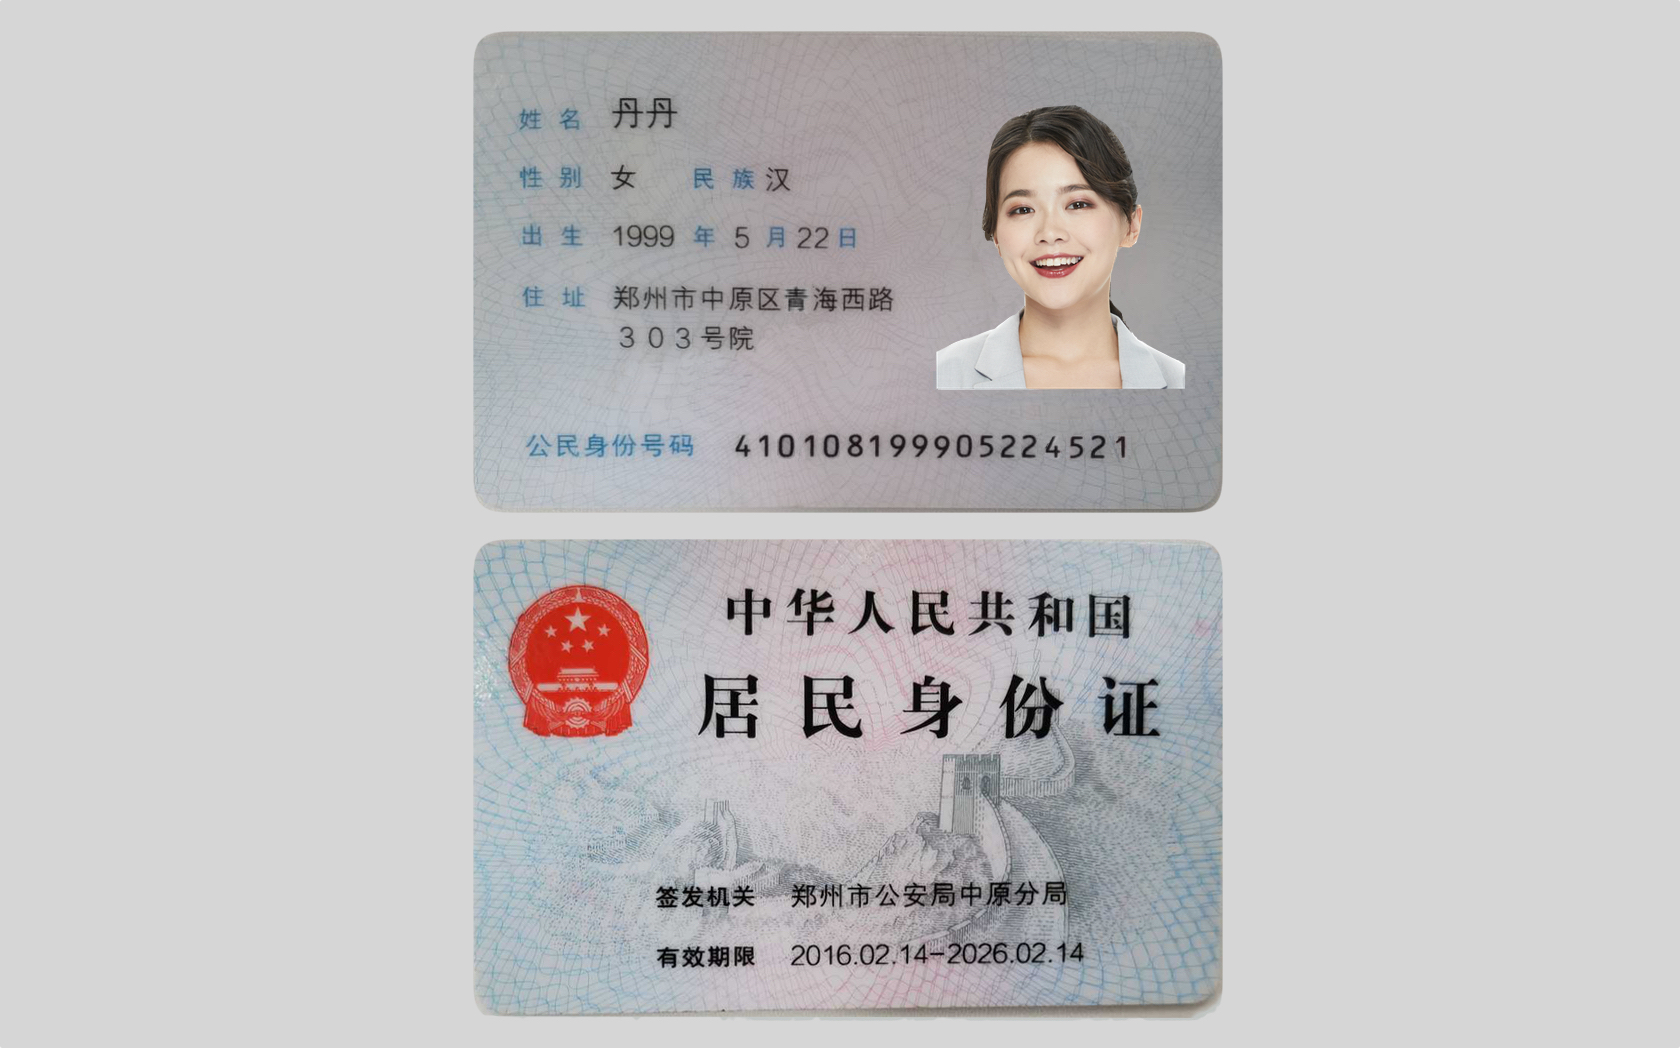 姓名 丹丹
性别 女 民族 汉
出生 1999 年 5 月 22 日
住址 郑州市中原区青海西路
303号院
公民身份号码 410108199905224521
中华人民共和国
居民身份证
签发机关 郑州市公安局中原分局
有效期限 2016.02.14-2026.02.14